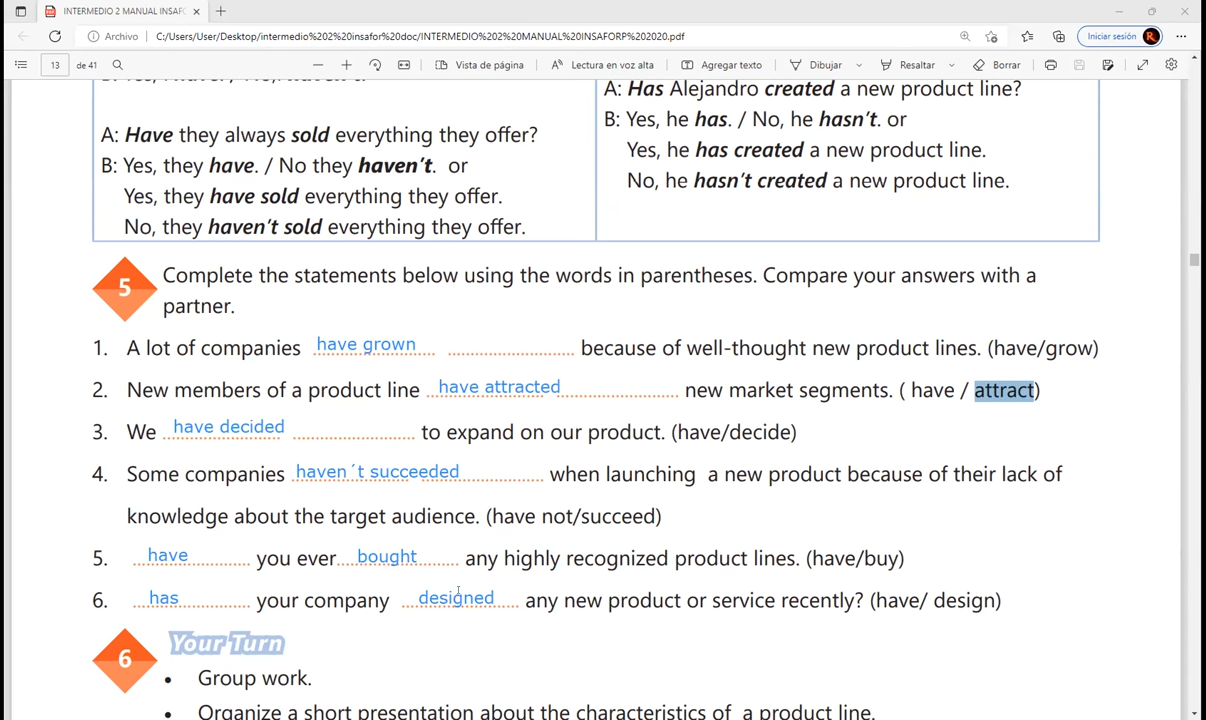 INTERMEDIO 2 MANUAL INSAFO
Archivo C:/Users/User/Desktop/intermedio%202%20insafor%20doc/INTERMEDIO%202%20MANUAL%20INSAFORP%202020.pdf Iniciar sesión R
13 de 41 Vista de página Lectura en voz alta Agregar texto Dibujar Resaltar Borrar
A: Has Alejandro created a new product line?
B: Yes, he has. / No, he hasn't. or
Yes, he has created a new product line.
No, he hasn't created a new product line.
A: Have they always sold everything they offer?
B: Yes, they have. / No they haven't. or
Yes, they have sold everything they offer.
No, they haven't sold everything they offer.
5 Complete the statements below using the words in parentheses. Compare your answers with a
partner.
1. A lot of companies have grown because of well-thought new product lines. (have/grow)
2. New members of a product line have attracted new market segments. ( have / attract)
3. We have decided to expand on our product. (have/decide)
4. Some companies haven´t succeeded when launching a new product because of their lack of
knowledge about the target audience. (have not/succeed)
5. have you ever bought any highly recognized product lines. (have/buy)
6. has your company designed any new product or service recently? (have/ design)
6 Your Turn
• Group work.
• Organize a short presentation about the characteristics of a product line.